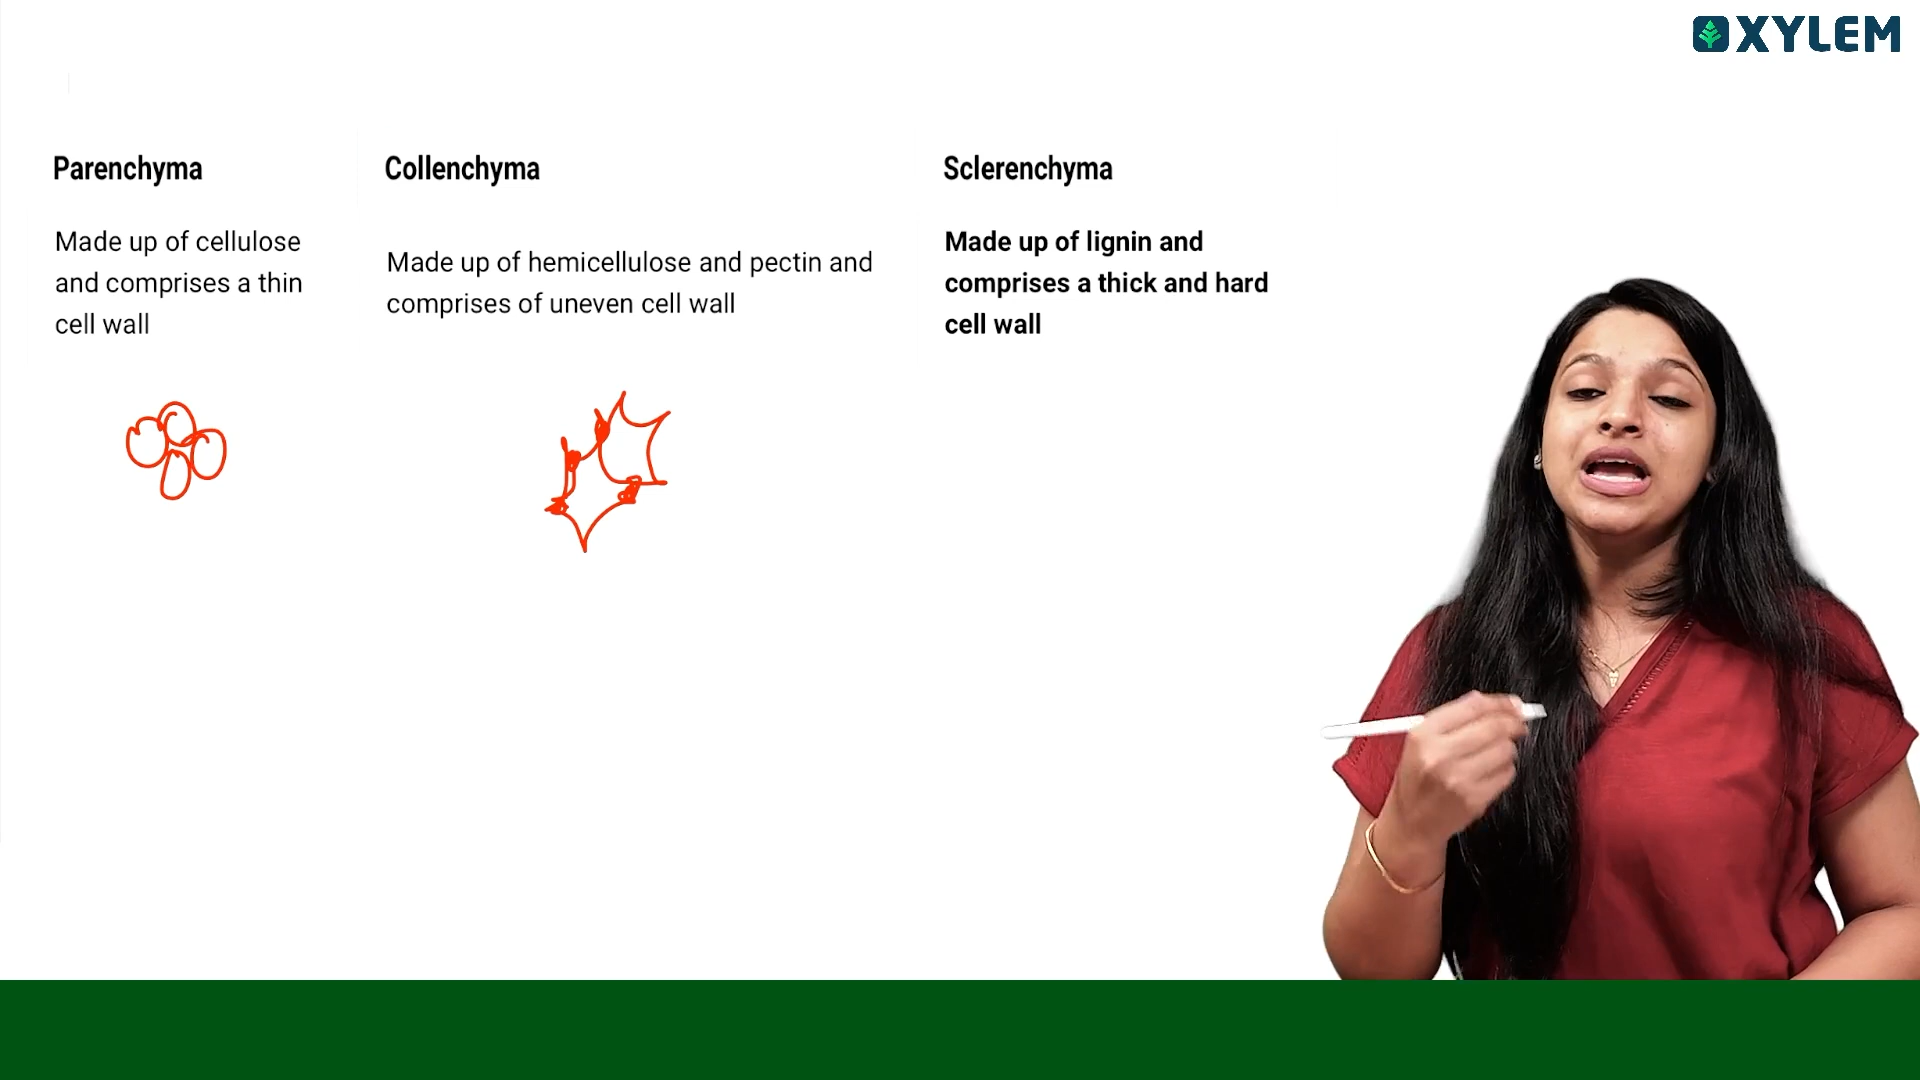 XYLEM
Parenchyma
Collenchyma
Sclerenchyma
Made up of cellulose
and comprises a thin
cell wall
Made up of hemicellulose and pectin and
comprises of uneven cell wall
Made up of lignin and
comprises a thick and hard
cell wall